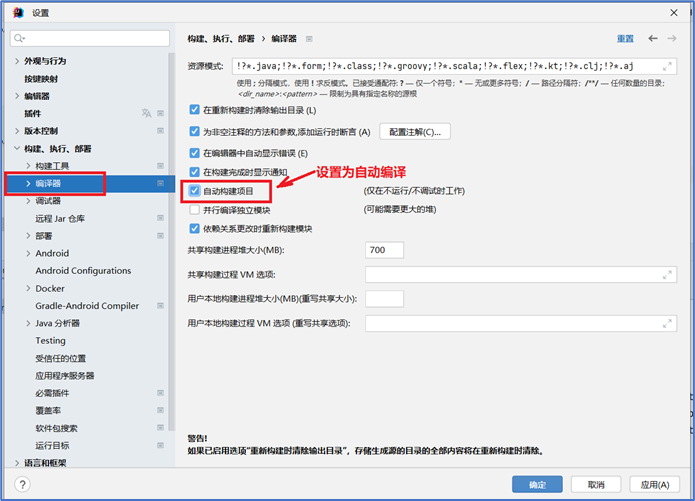 设置
外观与行为
按键映射
编辑器
插件
版本控制
构建、执行、部署
构建工具
编译器
调试器
远程 Jar 仓库
部署
Android
Android Configurations
Docker
Gradle-Android Compiler
Java 分析器
Testing
受信任的位置
应用程序服务器
必需插件
覆盖率
软件包搜索
运行目标
语言和框架
构建、执行、部署 › 编译器
重置
资源模式: !?*.java;!?*.form;!?*.class;!?*.groovy;!?*.scala;!?*.flex;!?*.kt;!?*.clj;!?*.aj
使用 ; 分隔模式、使用 ! 求反模式。已接受通配符: ? — 仅一个符号; * — 无或更多符号; / — 路径分隔符; /**/ — 任何数量的目录;
<dir_name>:<pattern> — 限制为具有指定名称的源根
在重新构建时清除输出目录 (L)
为非空注释的方法和参数,添加运行时断言 (A) 配置注解(C)...
在编辑器中自动显示错误 (E)
在构建完成的时显示通知
设置为自动编译
自动构建项目 (仅在不运行/不调试时工作)
并行编译独立模块 (可能需要更大的堆)
依赖关系更改时重新构建模块
共享构建进程堆大小(MB): 700
共享构建过程 VM 选项:
用户本地构建进程堆大小(MB)(重写共享大小):
用户本地构建过程 VM 选项 (重写共享选项):
警告!
如果已启用选项"重新构建时清除输出目录"，存储生成源的目录的全部内容将在重新构建时清除。
? 确定 取消 应用(A)